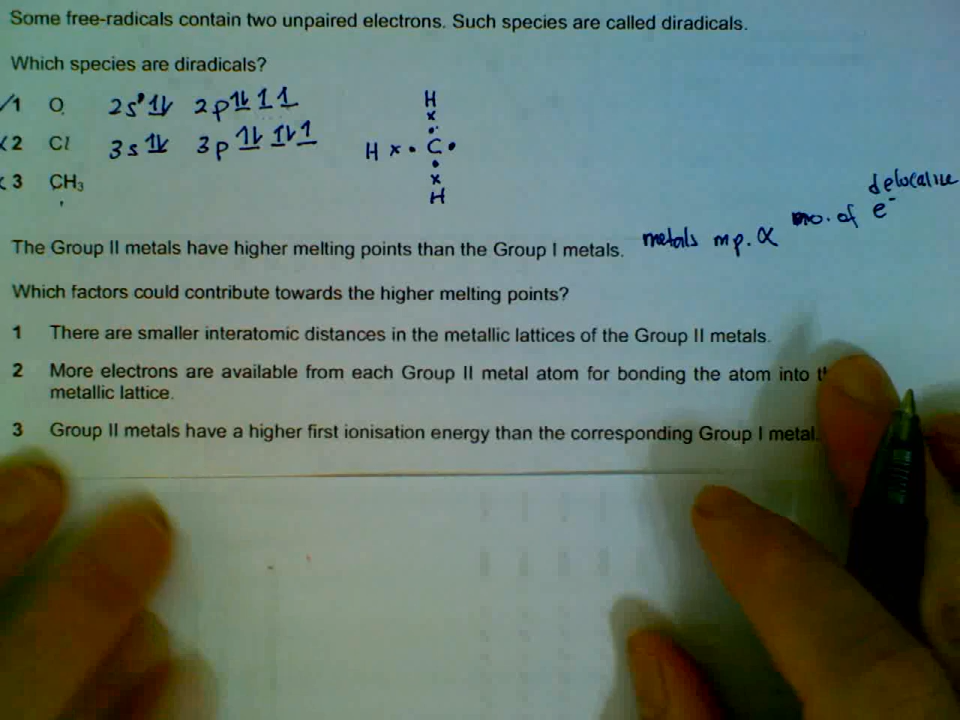 Some free-radicals contain two unpaired electrons. Such species are called diradicals.
Which species are diradicals?
✓1 O 2s 1l 2p 1l 1 1
x 2 Cl 3s 1l 3p 1l 1l 1
x 3 CH3
H
x
H x • C •
•
x
H
The Group II metals have higher melting points than the Group I metals. metals mp. ∝ no. of e- delocalise
Which factors could contribute towards the higher melting points?
1 There are smaller interatomic distances in the metallic lattices of the Group II metals.
2 More electrons are available from each Group II metal atom for bonding the atom into
metallic lattice.
3 Group II metals have a higher first ionisation energy than the corresponding Group I metal.